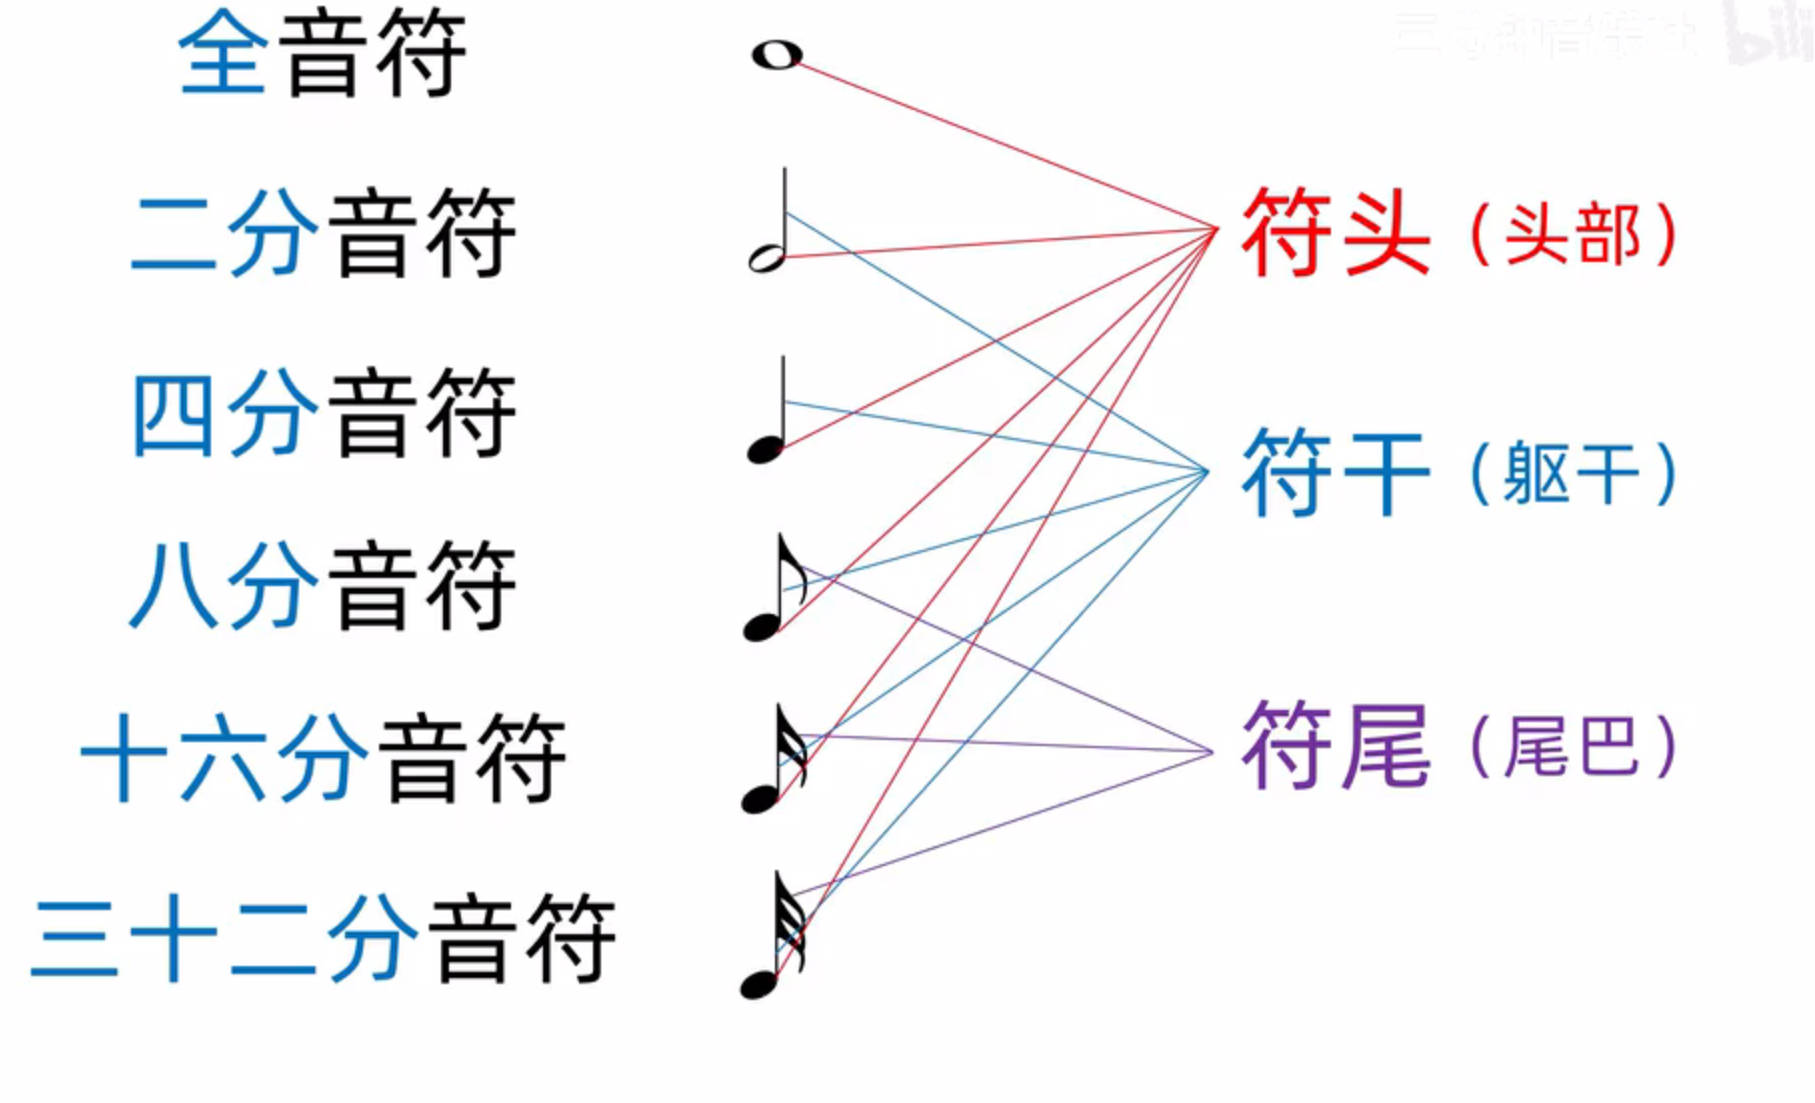 全音符
二分音符
符头（头部）
四分音符
符干（躯干）
八分音符
十六分音符
符尾（尾巴）
三十二分音符
bili